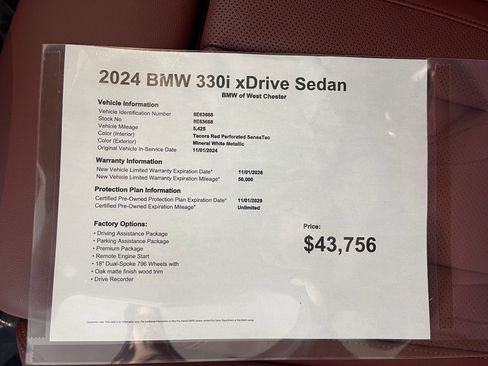 2024 BMW 330i xDrive Sedan
BMW of West Chester
Vehicle Information
Vehicle Identification Number 8E63668
Stock No 8E63668
Vehicle Mileage 5,425
Color (Interior) Tacora Red Perforated SensaTec
Color (Exterior) Mineral White Metallic
Original Vehicle In-Service Date 11/01/2024
Warranty Information
New Vehicle Limited Warranty Expiration Date* 11/01/2028
New Vehicle Limited Warranty Expiration Mileage* 50,000
Protection Plan Information
Certified Pre-Owned Protection Plan Expiration Date* 11/01/2029
Certified Pre-Owned Expiration Mileage* Unlimited
Factory Options:
• Driving Assistance Package
• Parking Assistance Package
• Premium Package
• Remote Engine Start
• 18" Dual-Spoke 796 Wheels with
• Oak matte finish wood trim
• Drive Recorder
Price:
$43,756